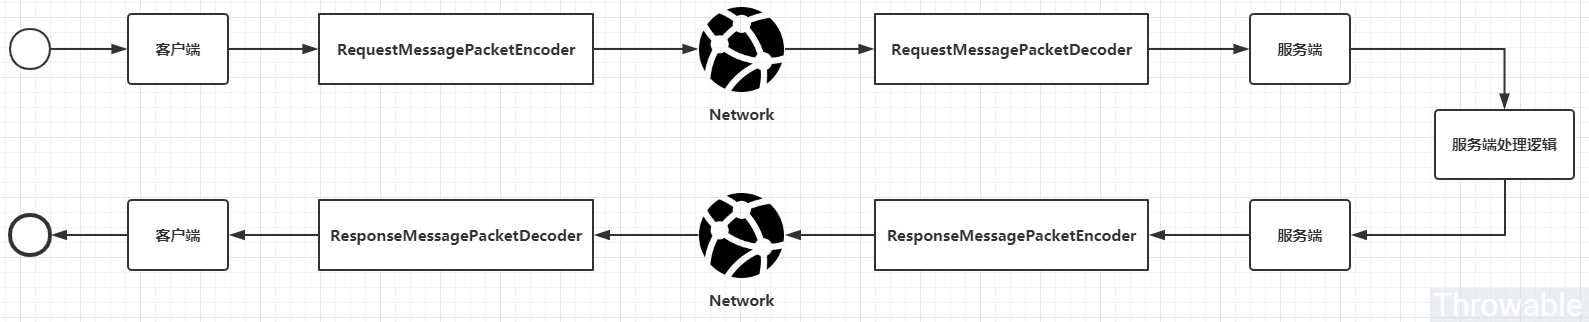 客户端
RequestMessagePacketEncoder
Network
RequestMessagePacketDecoder
服务端
服务端处理逻辑
服务端
ResponseMessagePacketEncoder
Network
ResponseMessagePacketDecoder
客户端
Throwable